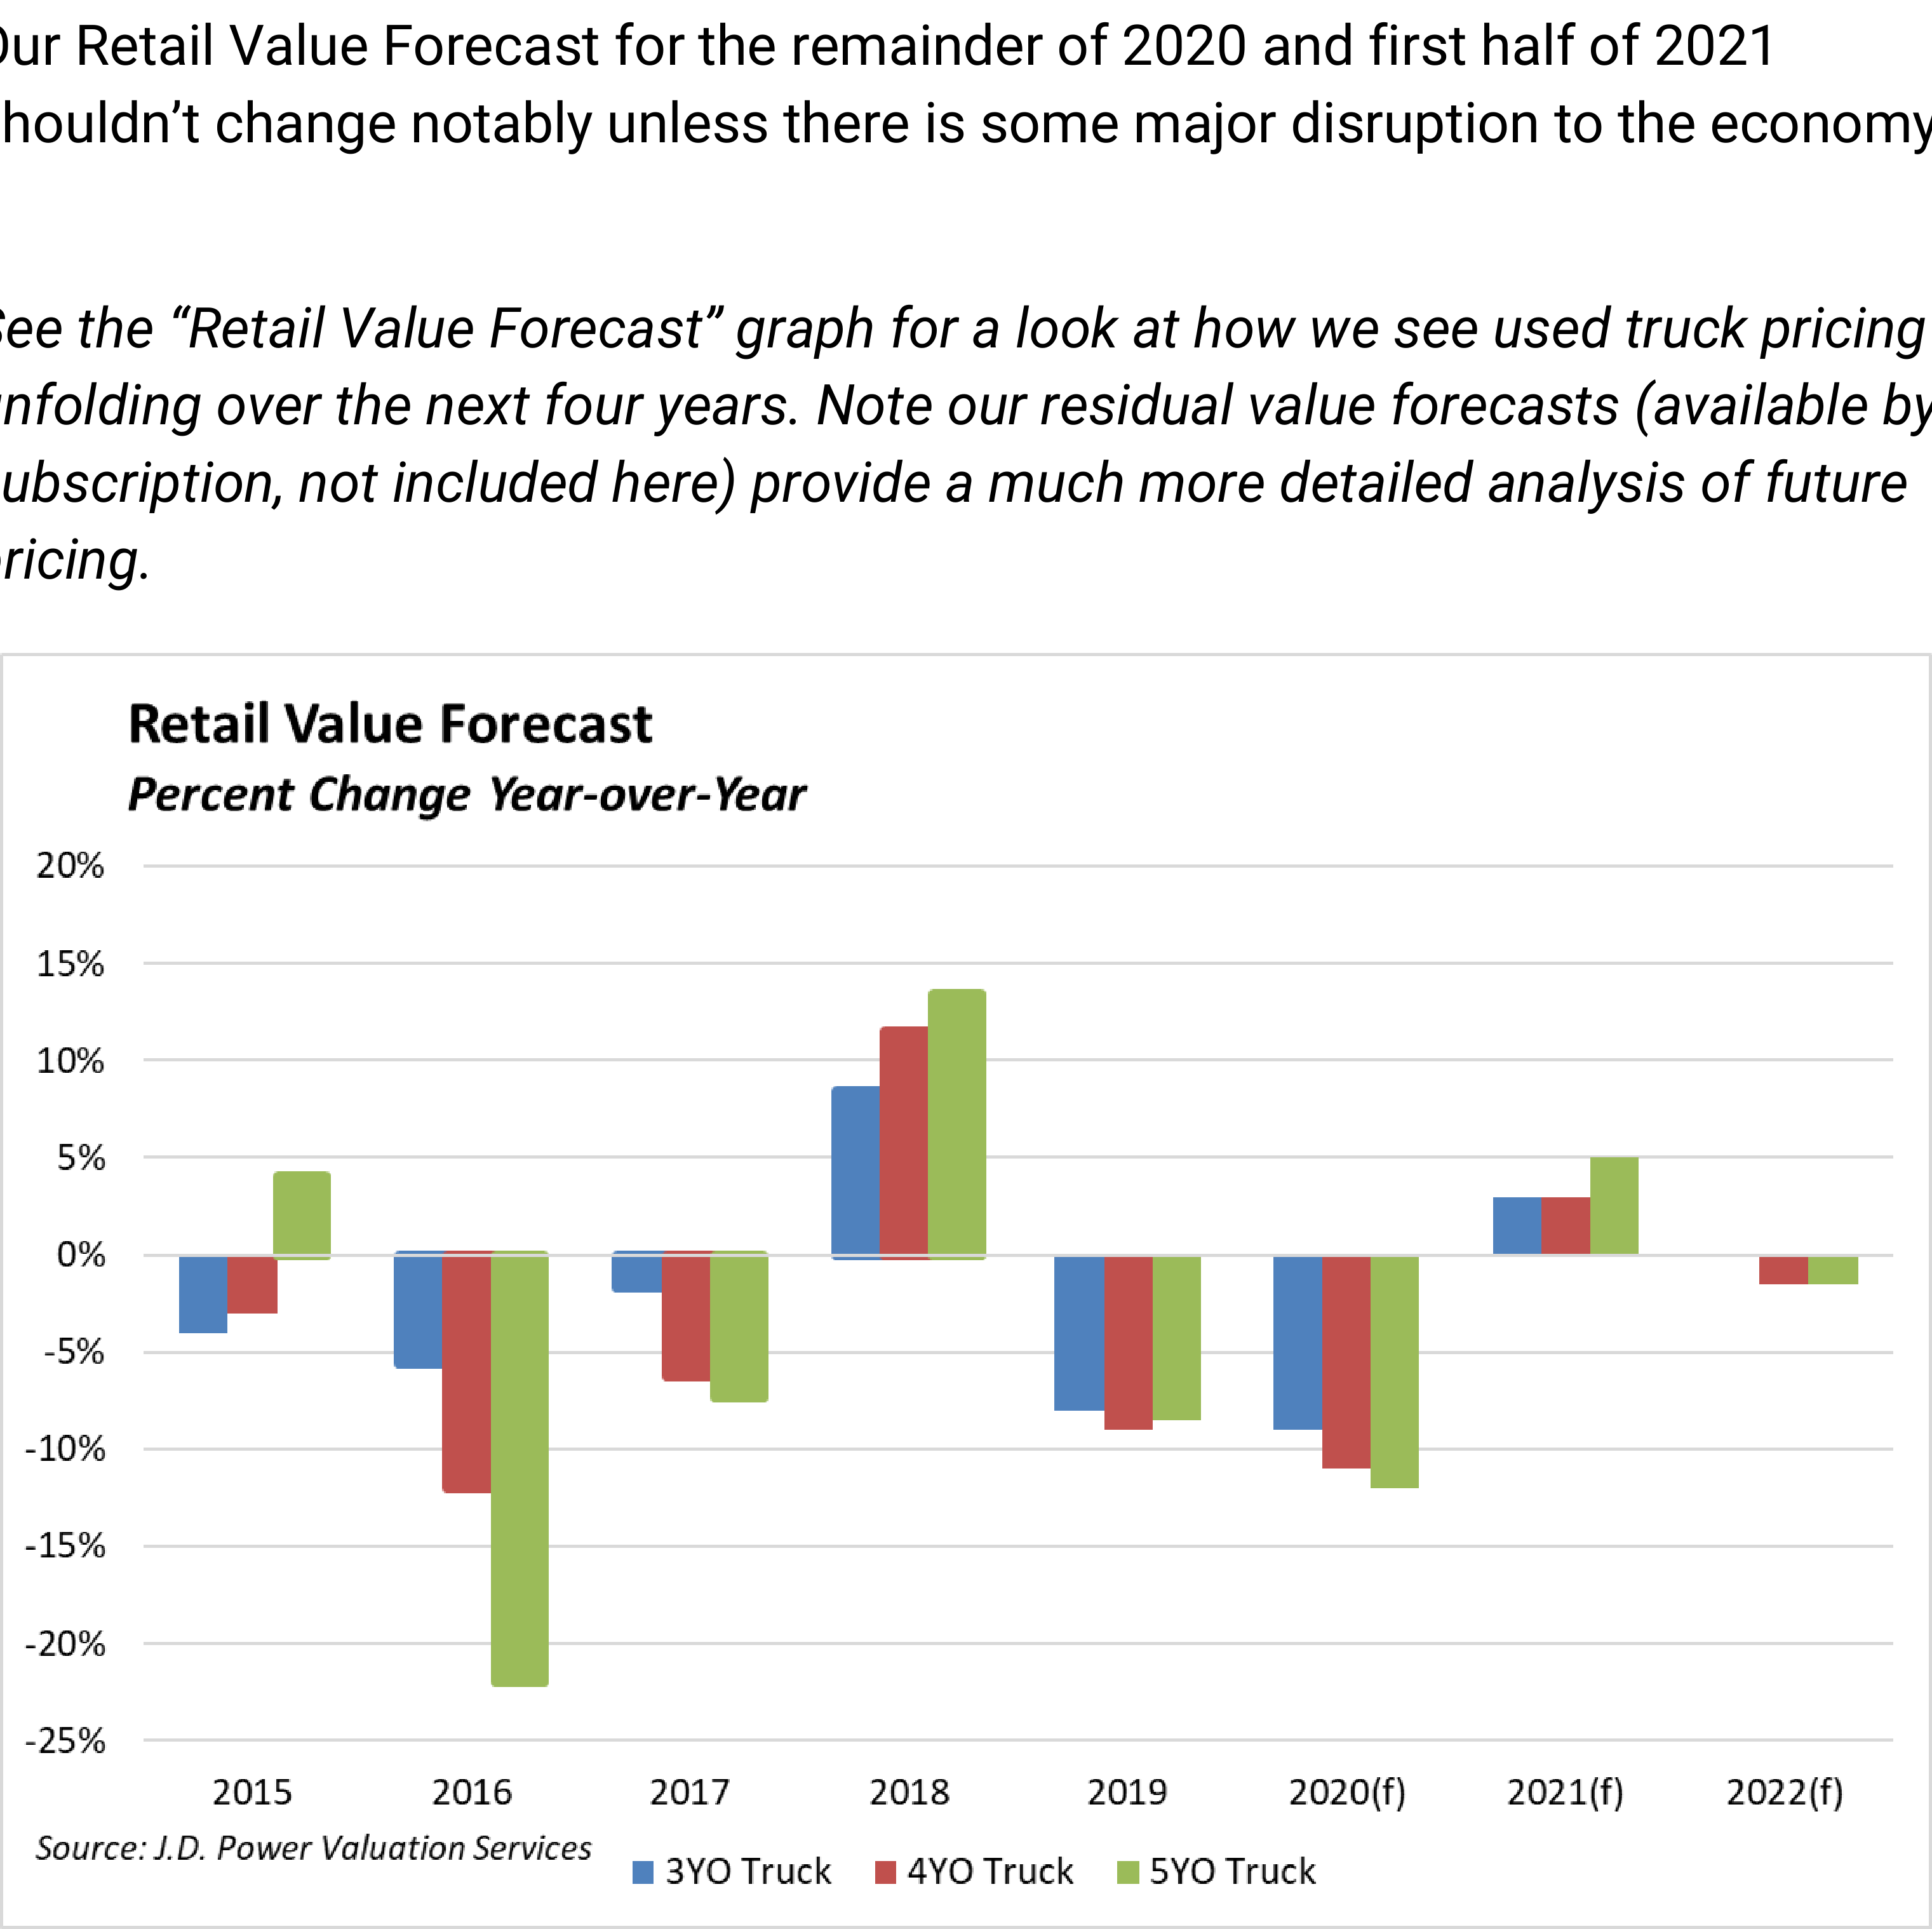 Our Retail Value Forecast for the remainder of 2020 and first half of 2021
houldn’t change notably unless there is some major disruption to the economy
See the “Retail Value Forecast” graph for a look at how we see used truck pricing
nfolding over the next four years. Note our residual value forecasts (available by
ubscription, not included here) provide a much more detailed analysis of future
pricing.
Retail Value Forecast
Percent Change Year-over-Year
20%
15%
10%
5%
0%
-5%
-10%
-15%
-20%
-25%
2015 2016 2017 2018 2019 2020(f) 2021(f) 2022(f)
Source: J.D. Power Valuation Services
3YO Truck 4YO Truck 5YO Truck